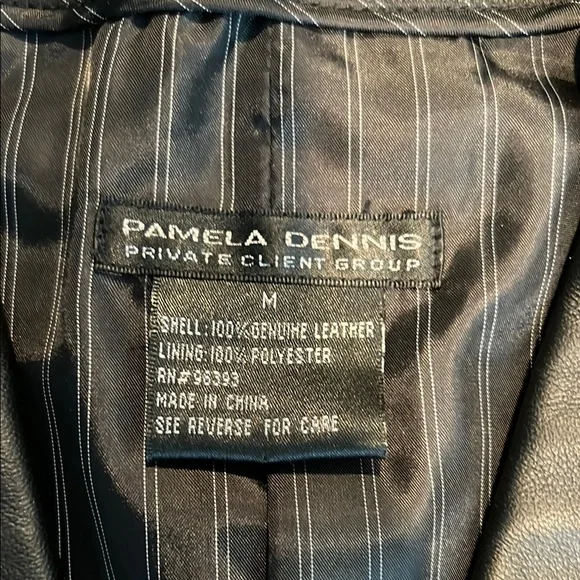 PAMELA DENNIS
PRIVATE CLIENT GROUP
M
SHELL: 100% GENUINE LEATHER
LINING: 100% POLYESTER
RN# 96393
MADE IN CHINA
SEE REVERSE FOR CARE